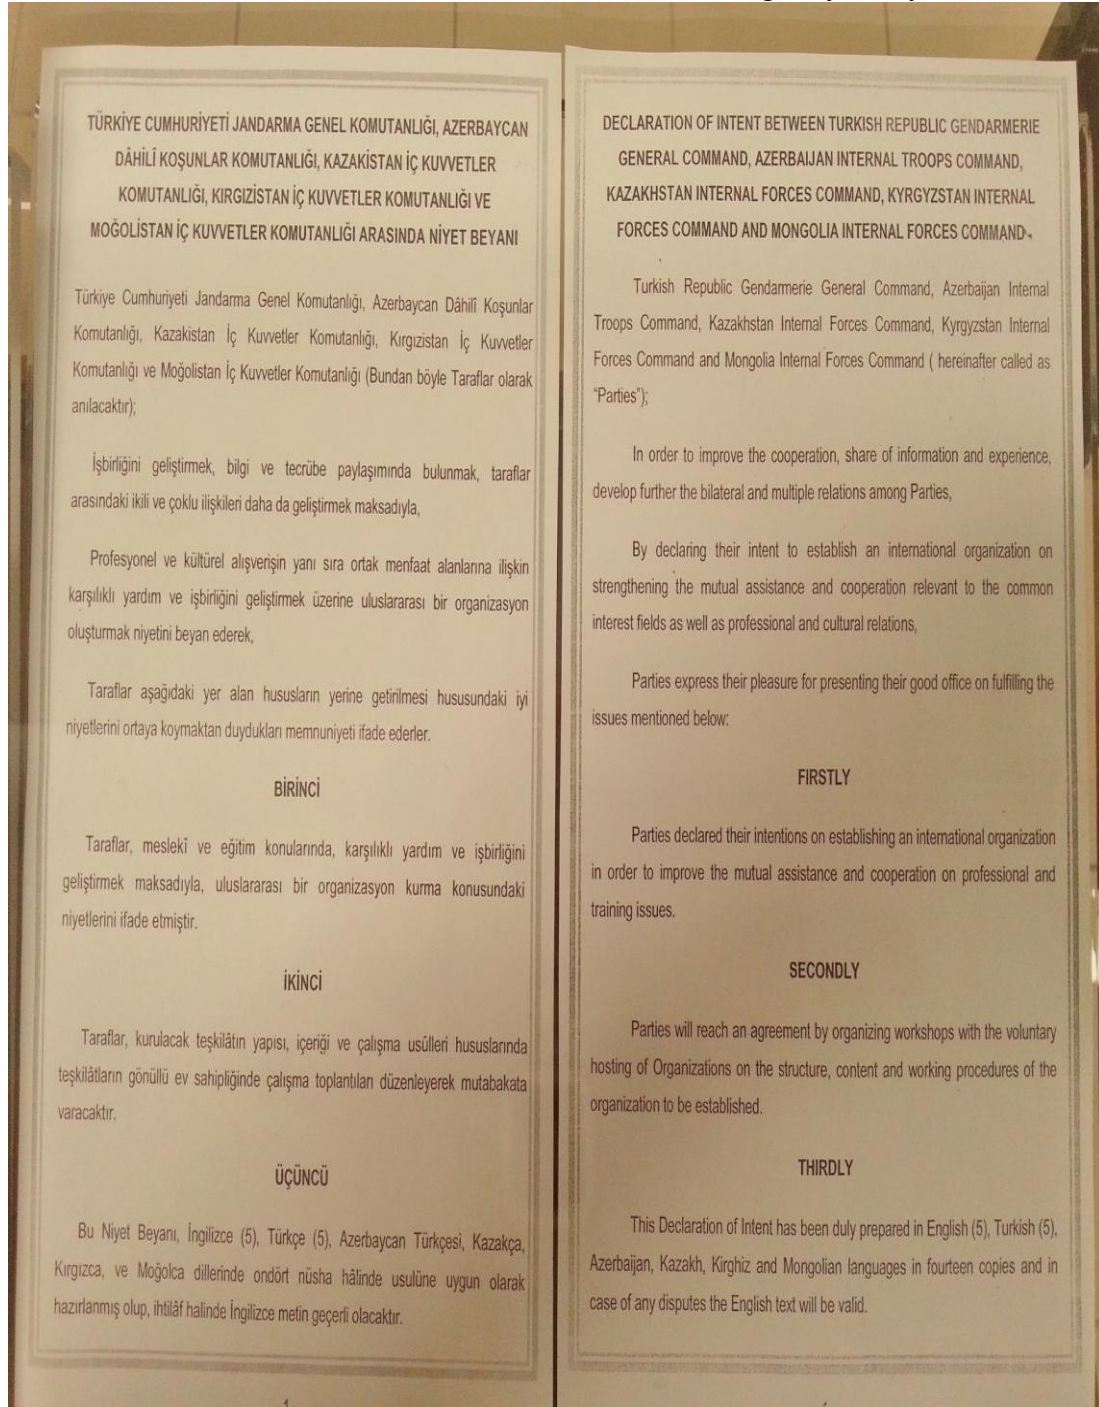 TÜRKİYE CUMHURİYETİ JANDARMA GENEL KOMUTANLIĞI, AZERBAYCAN
DÂHİLÎ KOŞUNLAR KOMUTANLIĞI, KAZAKİSTAN İÇ KUVVETLER
KOMUTANLIĞI, KIRGIZİSTAN İÇ KUVVETLER KOMUTANLIĞI VE
MOĞOLİSTAN İÇ KUVVETLER KOMUTANLIĞI ARASINDA NİYET BEYANI
Türkiye Cumhuriyeti Jandarma Genel Komutanlığı, Azerbaycan Dâhilî Koşunlar
Komutanlığı, Kazakistan İç Kuvvetler Komutanlığı, Kırgızistan İç Kuvvetler
Komutanlığı ve Moğolistan İç Kuvvetler Komutanlığı (Bundan böyle Taraflar olarak
anılacaktır);
İşbirliğini geliştirmek, bilgi ve tecrübe paylaşımında bulunmak, taraflar
arasındaki ikili ve çoklu ilişkileri daha da geliştirmek maksadıyla,
Profesyonel ve kültürel alışverişin yanı sıra ortak menfaat alanlarına ilişkin
karşılıklı yardım ve işbirliğini geliştirmek üzerine uluslararası bir organizasyon
oluşturmak niyetini beyan ederek,
Taraflar aşağıdaki yer alan hususların yerine getirilmesi hususundaki iyi
niyetlerini ortaya koymaktan duydukları memnuniyeti ifade ederler.
BİRİNCİ
Taraflar, meslekî ve eğitim konularında, karşılıklı yardım ve işbirliğini
geliştirmek maksadıyla, uluslararası bir organizasyon kurma konusundaki
niyetlerini ifade etmiştir.
İKİNCİ
Taraflar, kurulacak teşkilâtın yapısı, içeriği ve çalışma usûlleri hususlarında
teşkilâtların gönüllü ev sahipliğinde çalışma toplantıları düzenleyerek mutabakata
varacaktır.
ÜÇÜNCÜ
Bu Niyet Beyanı, İngilizce (5), Türkçe (5), Azerbaycan Türkçesi, Kazakça,
Kırgızca, ve Moğolca dillerinde ondört nüsha hâlinde usulüne uygun olarak
hazırlanmış olup, ihtilâf halinde İngilizce metin geçerli olacaktır.
1
DECLARATION OF INTENT BETWEEN TURKISH REPUBLIC GENDARMERIE
GENERAL COMMAND, AZERBAIJAN INTERNAL TROOPS COMMAND,
KAZAKHSTAN INTERNAL FORCES COMMAND, KYRGYZSTAN INTERNAL
FORCES COMMAND AND MONGOLIA INTERNAL FORCES COMMAND
Turkish Republic Gendarmerie General Command, Azerbaijan Internal
Troops Command, Kazakhstan Internal Forces Command, Kyrgyzstan Internal
Forces Command and Mongolia Internal Forces Command ( hereinafter called as
"Parties");
In order to improve the cooperation, share of information and experience,
develop further the bilateral and multiple relations among Parties,
By declaring their intent to establish an international organization on
strengthening the mutual assistance and cooperation relevant to the common
interest fields as well as professional and cultural relations,
Parties express their pleasure for presenting their good office on fulfilling the
issues mentioned below:
FIRSTLY
Parties declared their intentions on establishing an international organization
in order to improve the mutual assistance and cooperation on professional and
training issues.
SECONDLY
Parties will reach an agreement by organizing workshops with the voluntary
hosting of Organizations on the structure, content and working procedures of the
organization to be established.
THIRDLY
This Declaration of Intent has been duly prepared in English (5), Turkish (5),
Azerbaijan, Kazakh, Kirghiz and Mongolian languages in fourteen copies and in
case of any disputes the English text will be valid.